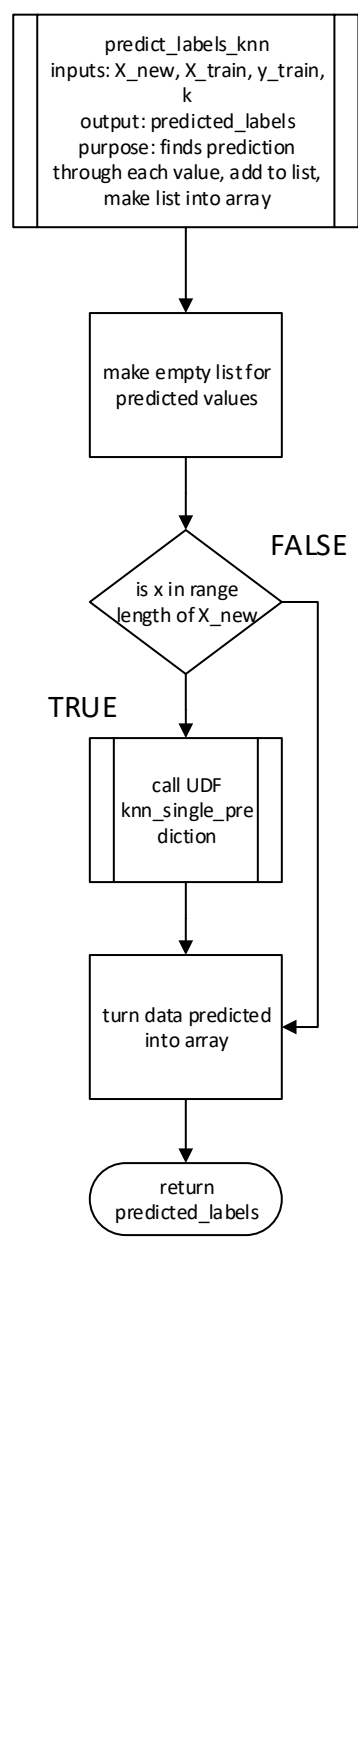 predict_labels_knn
inputs: X_new, X_train, y_train,
k
output: predicted_labels
purpose: finds prediction
through each value, add to list,
make list into array
make empty list for
predicted values
FALSE
is x in range
length of X_new
TRUE
call UDF
knn_single_pre
diction
turn data predicted
into array
return
predicted_labels